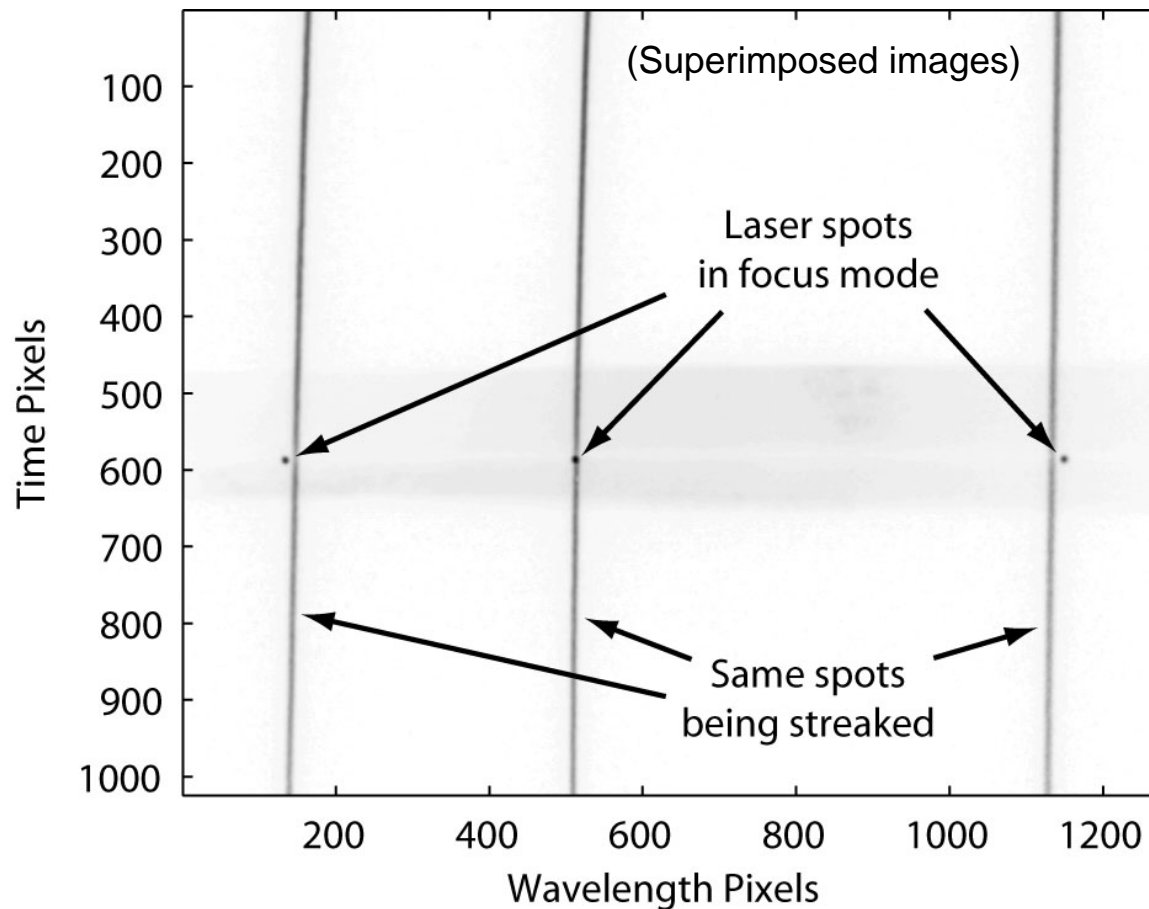 (Superimposed images)
100
200
300
400
500
600
700
800
900
1000
Time Pixels
Laser spots
in focus mode
Same spots
being streaked
200
400
600
800
1000
1200
Wavelength Pixels